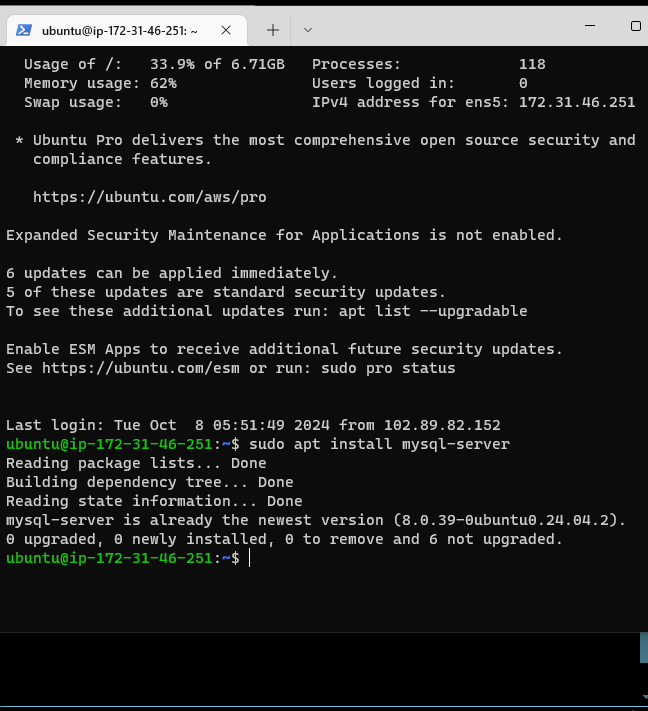 ubuntu@ip-172-31-46-251: ~
Usage of /:   33.9% of 6.71GB   Processes:             118
Memory usage: 62%               Users logged in:       0
Swap usage:   0%                IPv4 address for ens5: 172.31.46.251
* Ubuntu Pro delivers the most comprehensive open source security and
compliance features.
https://ubuntu.com/aws/pro
Expanded Security Maintenance for Applications is not enabled.
6 updates can be applied immediately.
5 of these updates are standard security updates.
To see these additional updates run: apt list --upgradable
Enable ESM Apps to receive additional future security updates.
See https://ubuntu.com/esm or run: sudo pro status
Last login: Tue Oct  8 05:51:49 2024 from 102.89.82.152
ubuntu@ip-172-31-46-251:~$ sudo apt install mysql-server
Reading package lists... Done
Building dependency tree... Done
Reading state information... Done
mysql-server is already the newest version (8.0.39-0ubuntu0.24.04.2).
0 upgraded, 0 newly installed, 0 to remove and 6 not upgraded.
ubuntu@ip-172-31-46-251:~$